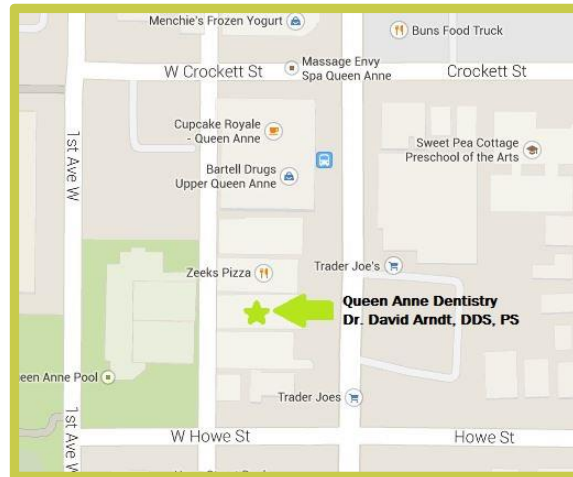 Menchie's Frozen Yogurt
Buns Food Truck
W Crockett St
Massage Envy
Spa Queen Anne
Crockett St
1st Ave W
Cupcake Royale
- Queen Anne
Bartell Drugs
Upper Queen Anne
Sweet Pea Cottage
Preschool of the Arts
Zeeks Pizza
Trader Joe's
Queen Anne Dentistry
Dr. David Arndt, DDS, PS
een Anne Pool
Trader Joes
1st Ave W
W Howe St
Howe St